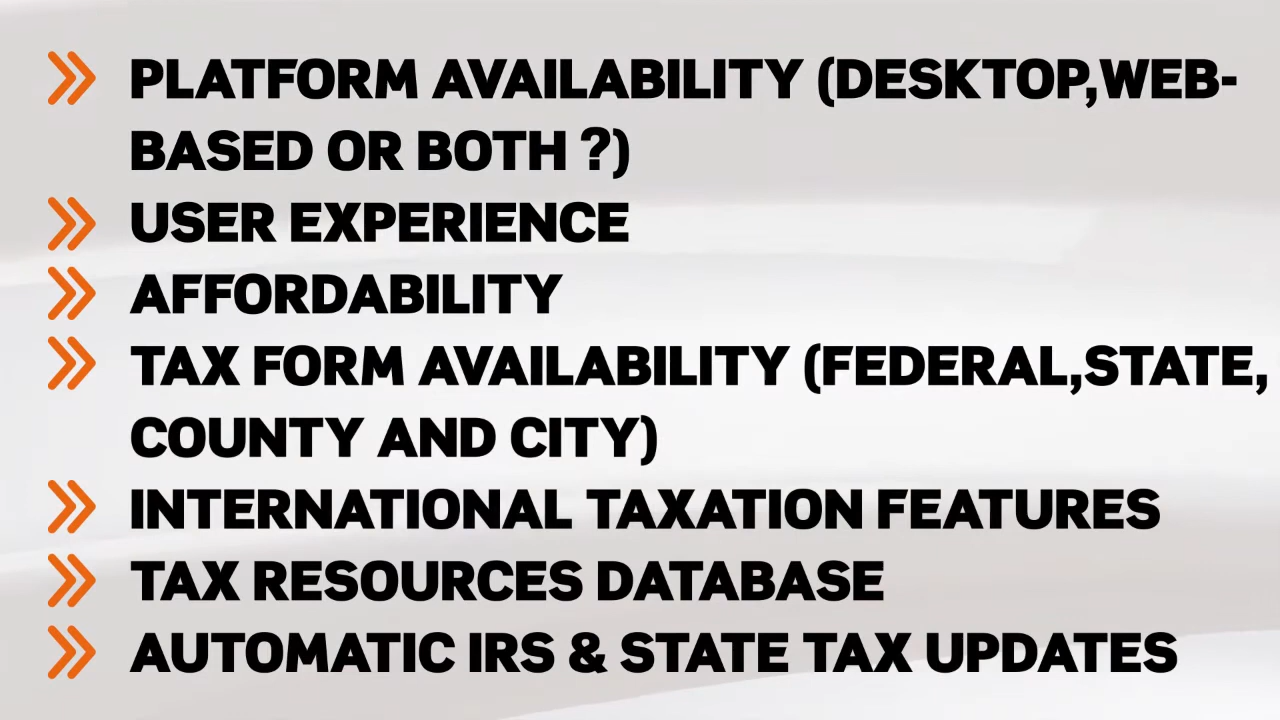 PLATFORM AVAILABILITY (DESKTOP,WEB-
BASED OR BOTH ?)
USER EXPERIENCE
AFFORDABILITY
TAX FORM AVAILABILITY (FEDERAL,STATE,
COUNTY AND CITY)
INTERNATIONAL TAXATION FEATURES
TAX RESOURCES DATABASE
AUTOMATIC IRS & STATE TAX UPDATES